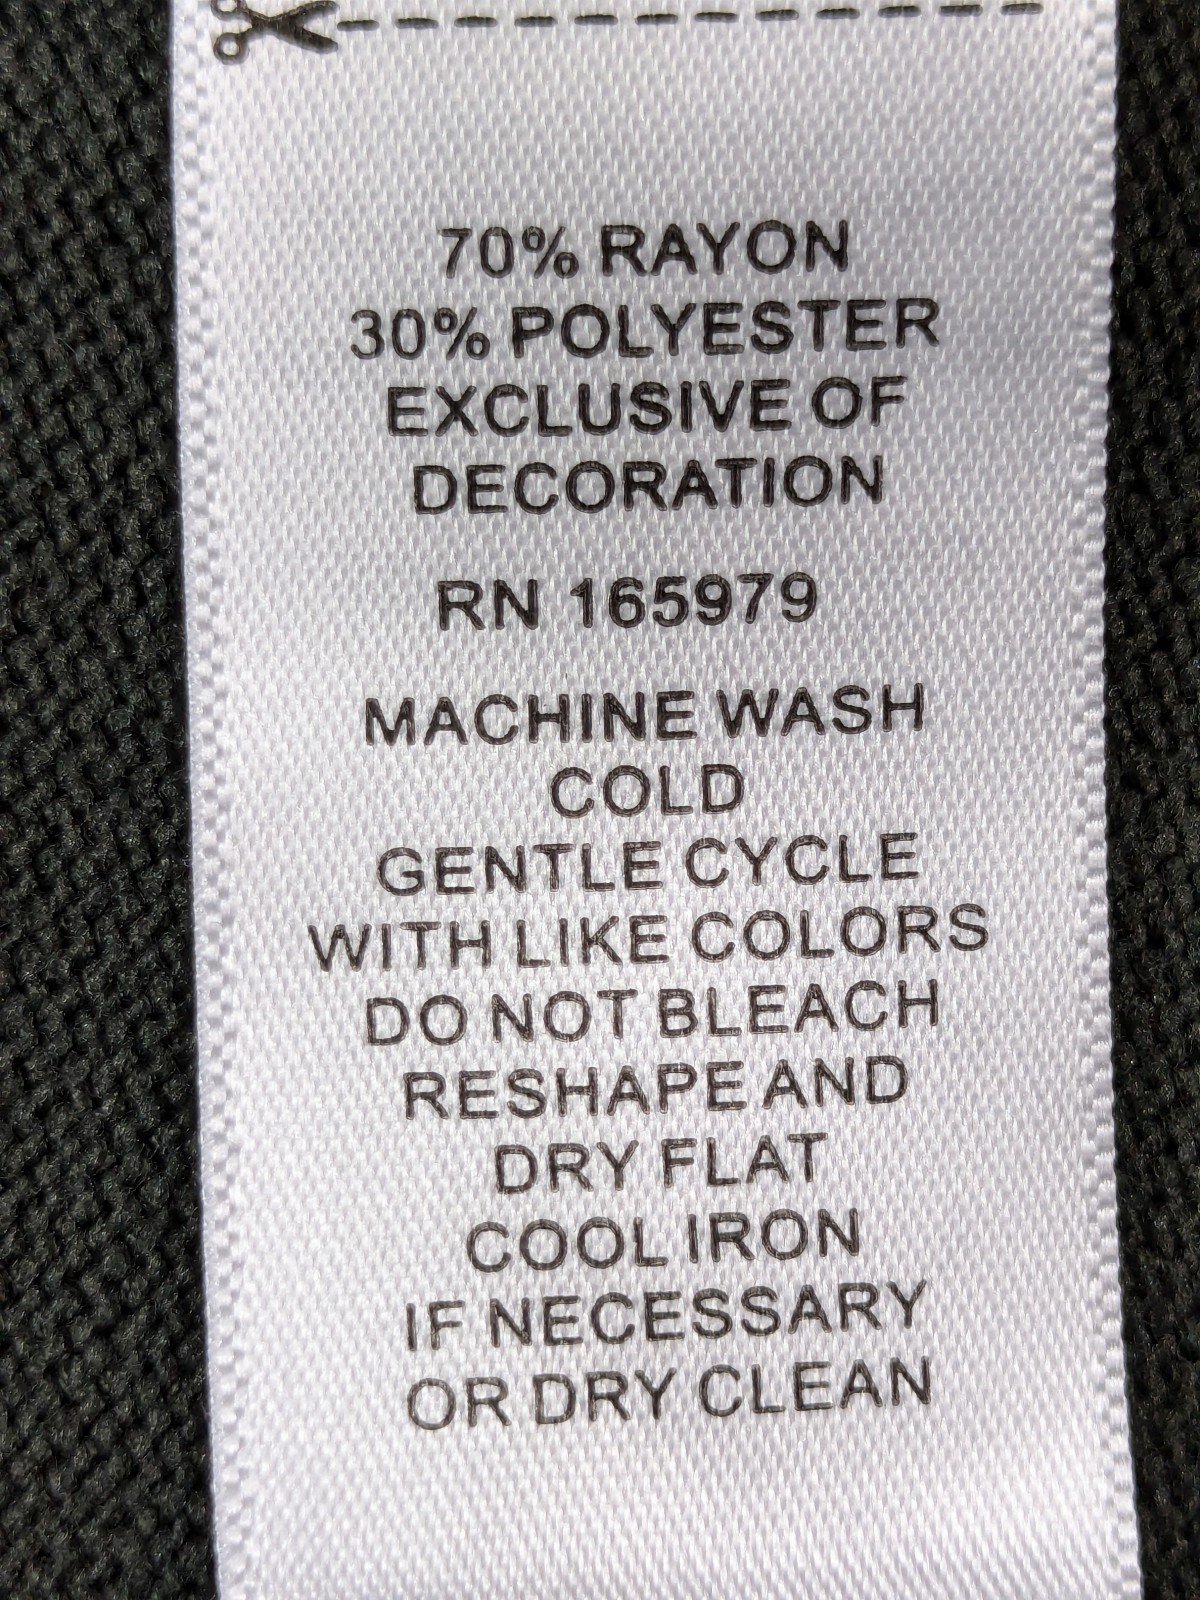 70% RAYON
30% POLYESTER
EXCLUSIVE OF
DECORATION
RN 165979
MACHINE WASH
COLD
GENTLE CYCLE
WITH LIKE COLORS
DO NOT BLEACH
RESHAPE AND
DRY FLAT
COOL IRON
IF NECESSARY
OR DRY CLEAN